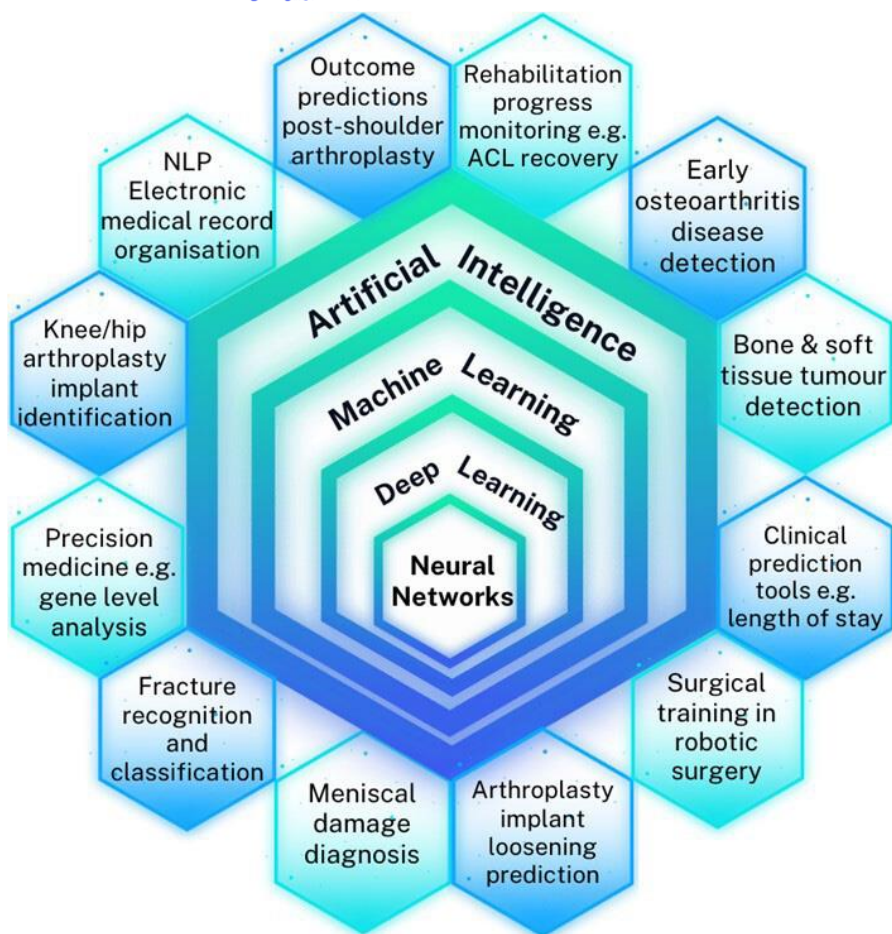 Outcome
predictions
post-shoulder
arthroplasty
Rehabilitation
progress
monitoring e.g.
ACL recovery
Early
osteoarthritis
disease
detection
Bone & soft
tissue tumour
detection
Clinical
prediction
tools e.g.
length of stay
Surgical
training in
robotic
surgery
Arthroplasty
implant
loosening
prediction
Meniscal
damage
diagnosis
Fracture
recognition
and
classification
Precision
medicine e.g.
gene level
analysis
Knee/hip
arthroplasty
implant
identification
NLP
Electronic
medical record
organisation
Artificial Intelligence
Machine Learning
Deep Learning
Neural
Networks